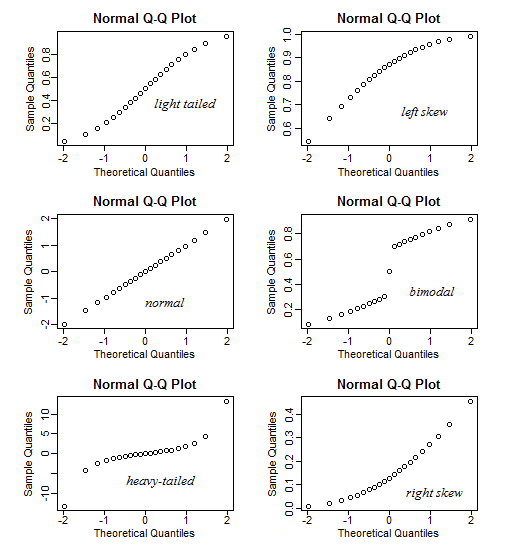 Normal Q-Q Plot
Sample Quantiles
0.2 0.4 0.6 0.8
light tailed
-2 -1 0 1 2
Theoretical Quantiles
Normal Q-Q Plot
Sample Quantiles
0.6 0.7 0.8 0.9 1.0
left skew
-2 -1 0 1 2
Theoretical Quantiles
Normal Q-Q Plot
Sample Quantiles
-2 -1 0 1 2
normal
-2 -1 0 1 2
Theoretical Quantiles
Normal Q-Q Plot
Sample Quantiles
0.2 0.4 0.6 0.8
bimodal
-2 -1 0 1 2
Theoretical Quantiles
Normal Q-Q Plot
Sample Quantiles
-10 0 5 10
heavy-tailed
-2 -1 0 1 2
Theoretical Quantiles
Normal Q-Q Plot
Sample Quantiles
0.0 0.1 0.2 0.3 0.4
right skew
-2 -1 0 1 2
Theoretical Quantiles